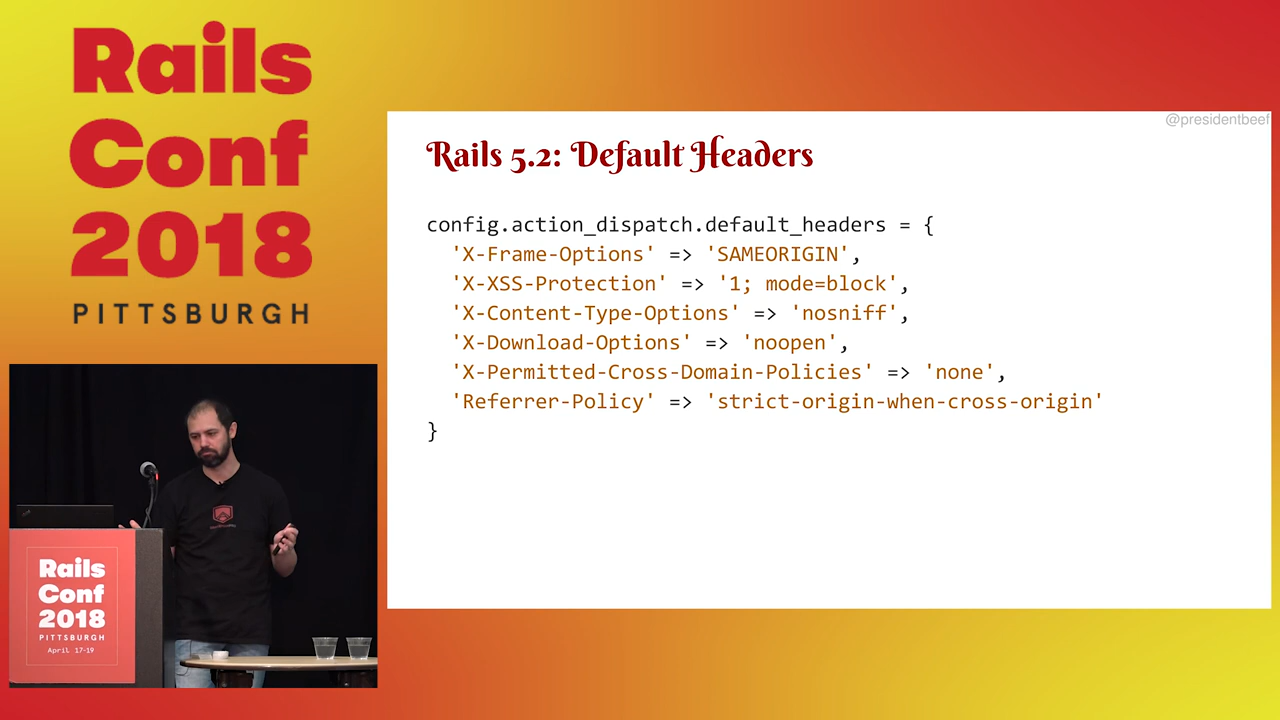 Rails
Conf
2018
PITTSBURGH
@presidentbeef
Rails 5.2: Default Headers
config.action_dispatch.default_headers = {
'X-Frame-Options' => 'SAMEORIGIN',
'X-XSS-Protection' => '1; mode=block',
'X-Content-Type-Options' => 'nosniff',
'X-Download-Options' => 'noopen',
'X-Permitted-Cross-Domain-Policies' => 'none',
'Referrer-Policy' => 'strict-origin-when-cross-origin'
}
Rails
Conf
2018
PITTSBURGH
April 17-19